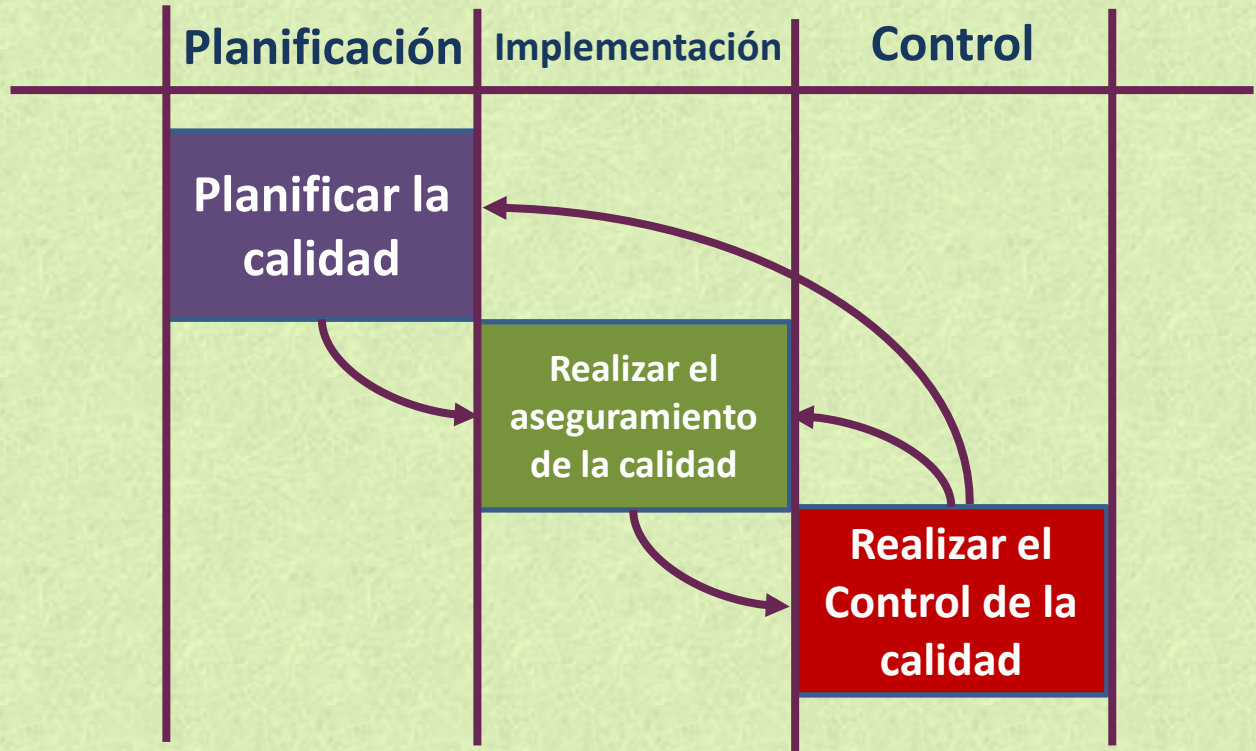 Planificación
Implementación
Control
Planificar la
calidad
Realizar el
aseguramiento
de la calidad
Realizar el
Control de la
calidad